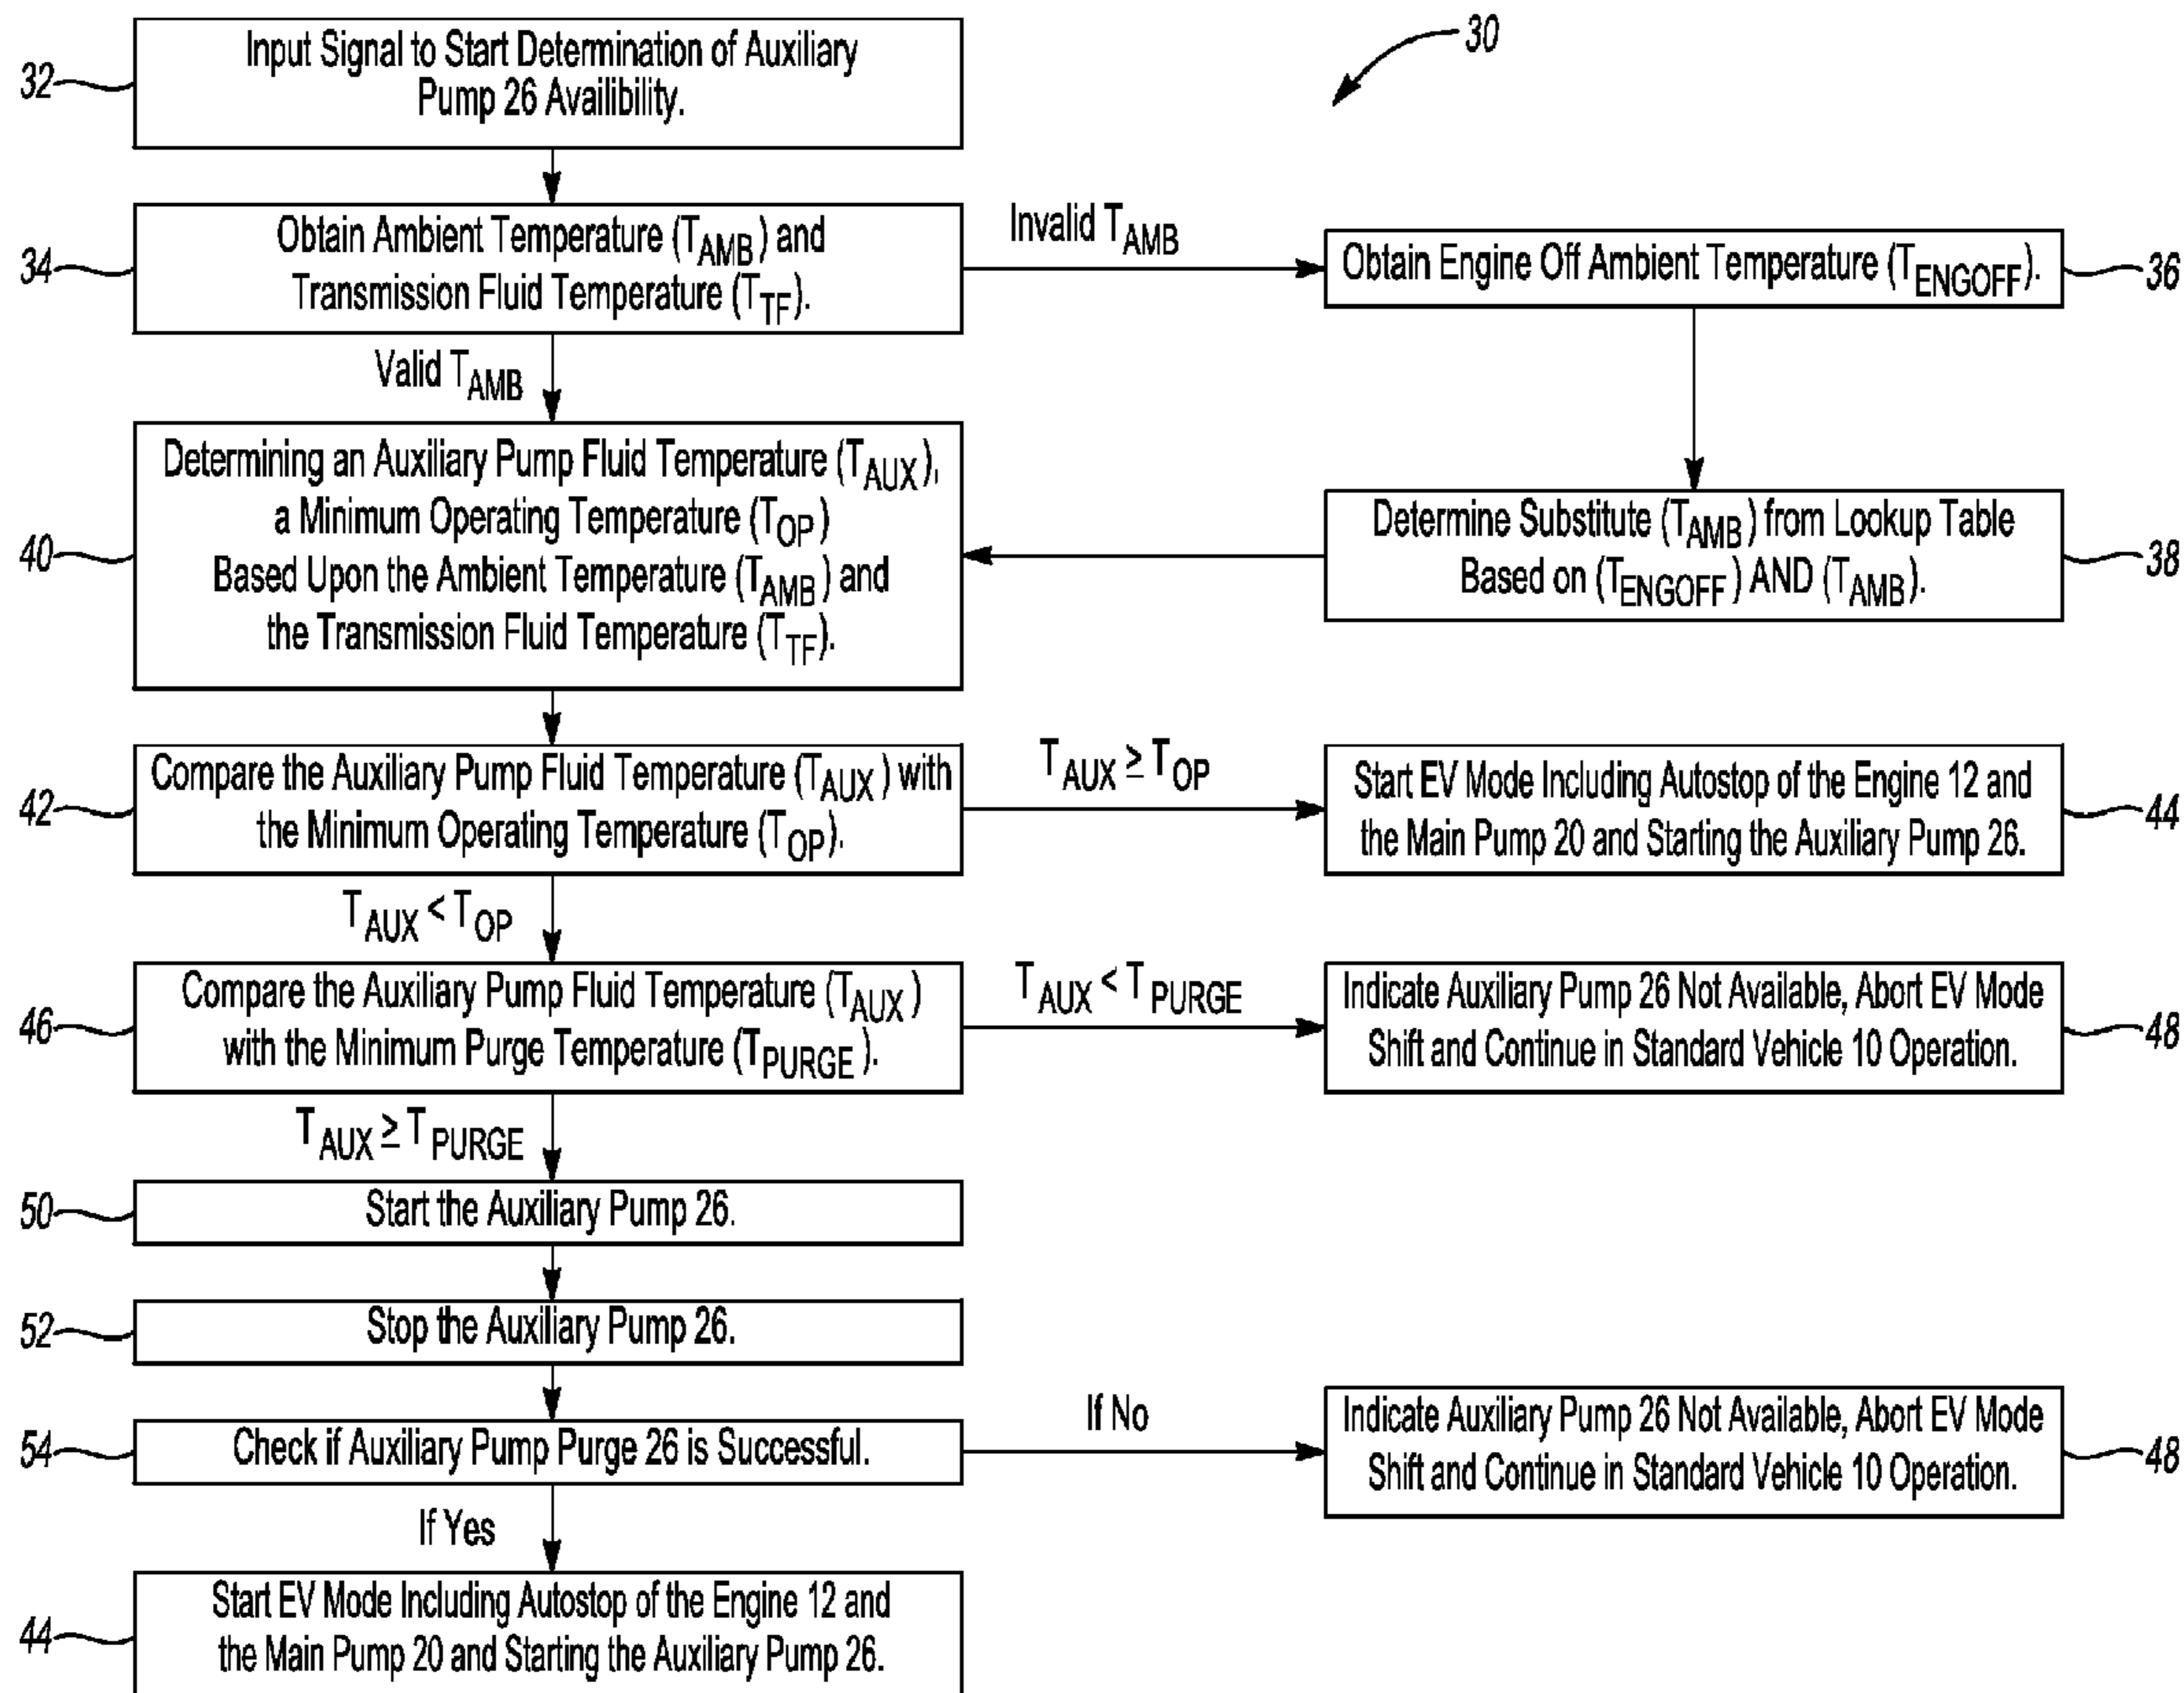 30
32
Input Signal to Start Determination of Auxiliary
Pump 26 Availibility.
34
Obtain Ambient Temperature (TAMB) and
Transmission Fluid Temperature (TTF).
Invalid TAMB
Obtain Engine Off Ambient Temperature (TENGOFF).
36
Valid TAMB
40
Determining an Auxiliary Pump Fluid Temperature (TAUX),
a Minimum Operating Temperature (TOP)
Based Upon the Ambient Temperature (TAMB) and
the Transmission Fluid Temperature (TTF).
Determine Substitute (TAMB) from Lookup Table
Based on (TENGOFF) AND (TAMB).
38
42
Compare the Auxiliary Pump Fluid Temperature (TAUX) with
the Minimum Operating Temperature (TOP).
TAUX ≥ TOP
Start EV Mode Including Autostop of the Engine 12 and
the Main Pump 20 and Starting the Auxiliary Pump 26.
44
TAUX < TOP
46
Compare the Auxiliary Pump Fluid Temperature (TAUX)
with the Minimum Purge Temperature (TPURGE).
TAUX < TPURGE
Indicate Auxiliary Pump 26 Not Available, Abort EV Mode
Shift and Continue in Standard Vehicle 10 Operation.
48
TAUX ≥ TPURGE
50
Start the Auxiliary Pump 26.
52
Stop the Auxiliary Pump 26.
54
Check if Auxiliary Pump Purge 26 is Successful.
If No
Indicate Auxiliary Pump 26 Not Available, Abort EV Mode
Shift and Continue in Standard Vehicle 10 Operation.
48
If Yes
44
Start EV Mode Including Autostop of the Engine 12 and
the Main Pump 20 and Starting the Auxiliary Pump 26.